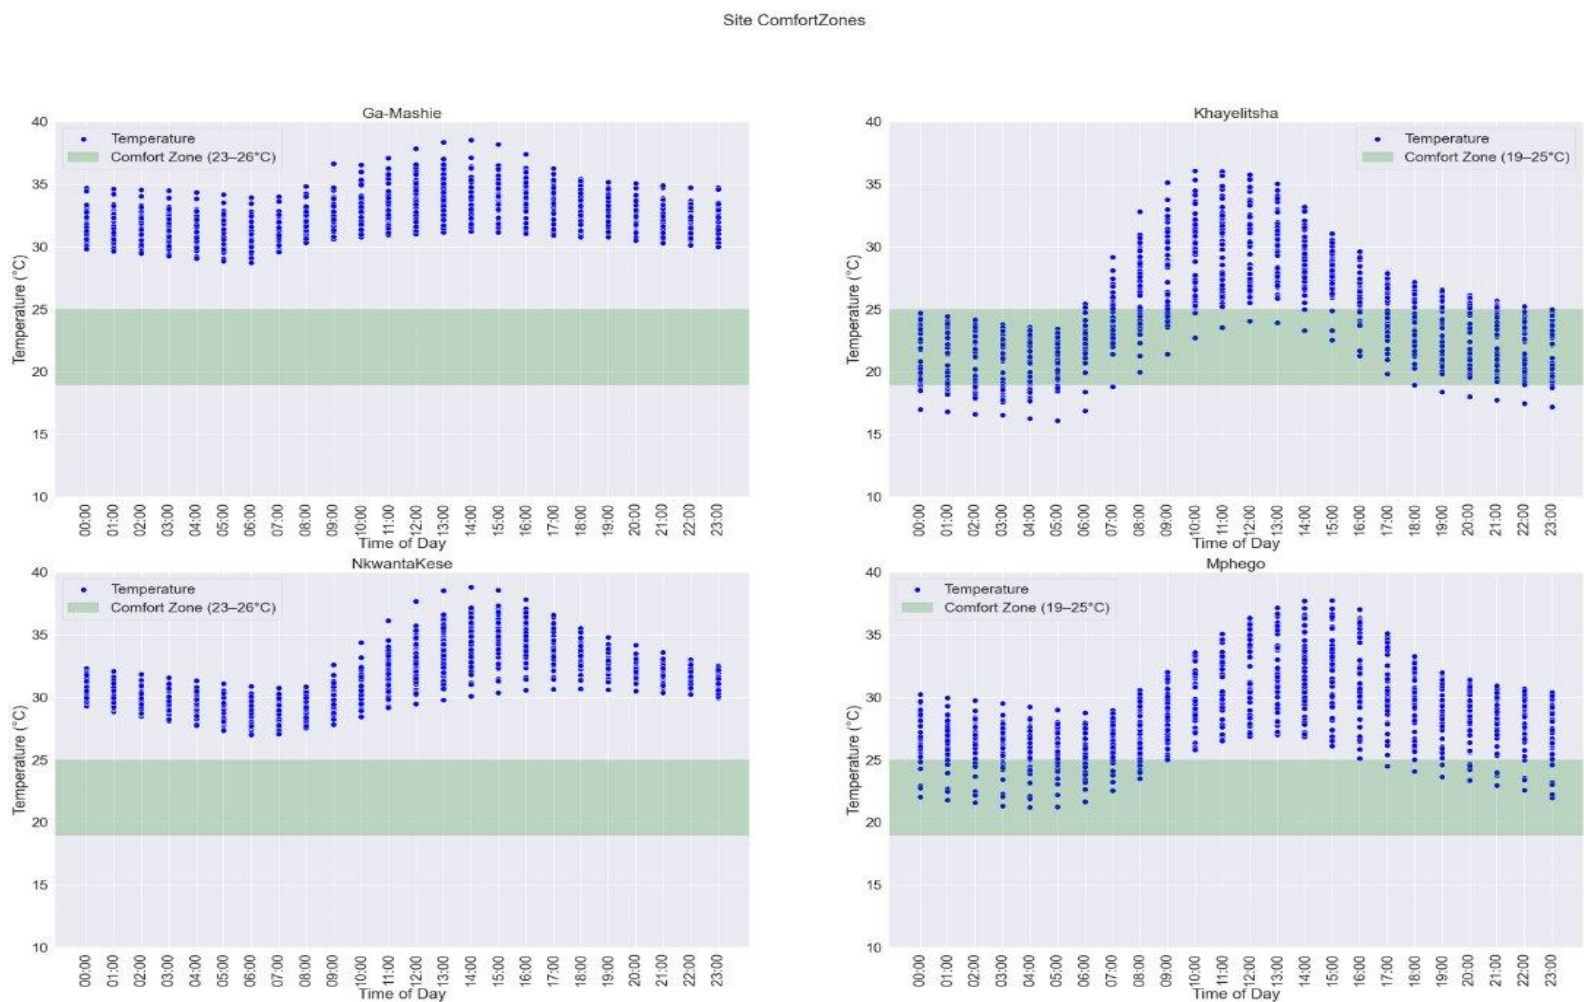 Site ComfortZones
Ga-Mashie
Temperature
Comfort Zone (23–26°C)
Temperature (°C)
40
35
30
25
20
15
10
00:00 01:00 02:00 03:00 04:00 05:00 06:00 07:00 08:00 09:00 10:00 11:00 12:00 13:00 14:00 15:00 16:00 17:00 18:00 19:00 20:00 21:00 22:00 23:00
Time of Day
Khayelitsha
Temperature
Comfort Zone (19–25°C)
Temperature (°C)
40
35
30
25
20
15
10
00:00 01:00 02:00 03:00 04:00 05:00 06:00 07:00 08:00 09:00 10:00 11:00 12:00 13:00 14:00 15:00 16:00 17:00 18:00 19:00 20:00 21:00 22:00 23:00
Time of Day
NkwantaKese
Temperature
Comfort Zone (23–26°C)
Temperature (°C)
40
35
30
25
20
15
10
00:00 01:00 02:00 03:00 04:00 05:00 06:00 07:00 08:00 09:00 10:00 11:00 12:00 13:00 14:00 15:00 16:00 17:00 18:00 19:00 20:00 21:00 22:00 23:00
Time of Day
Mphego
Temperature
Comfort Zone (19–25°C)
Temperature (°C)
40
35
30
25
20
15
10
00:00 01:00 02:00 03:00 04:00 05:00 06:00 07:00 08:00 09:00 10:00 11:00 12:00 13:00 14:00 15:00 16:00 17:00 18:00 19:00 20:00 21:00 22:00 23:00
Time of Day